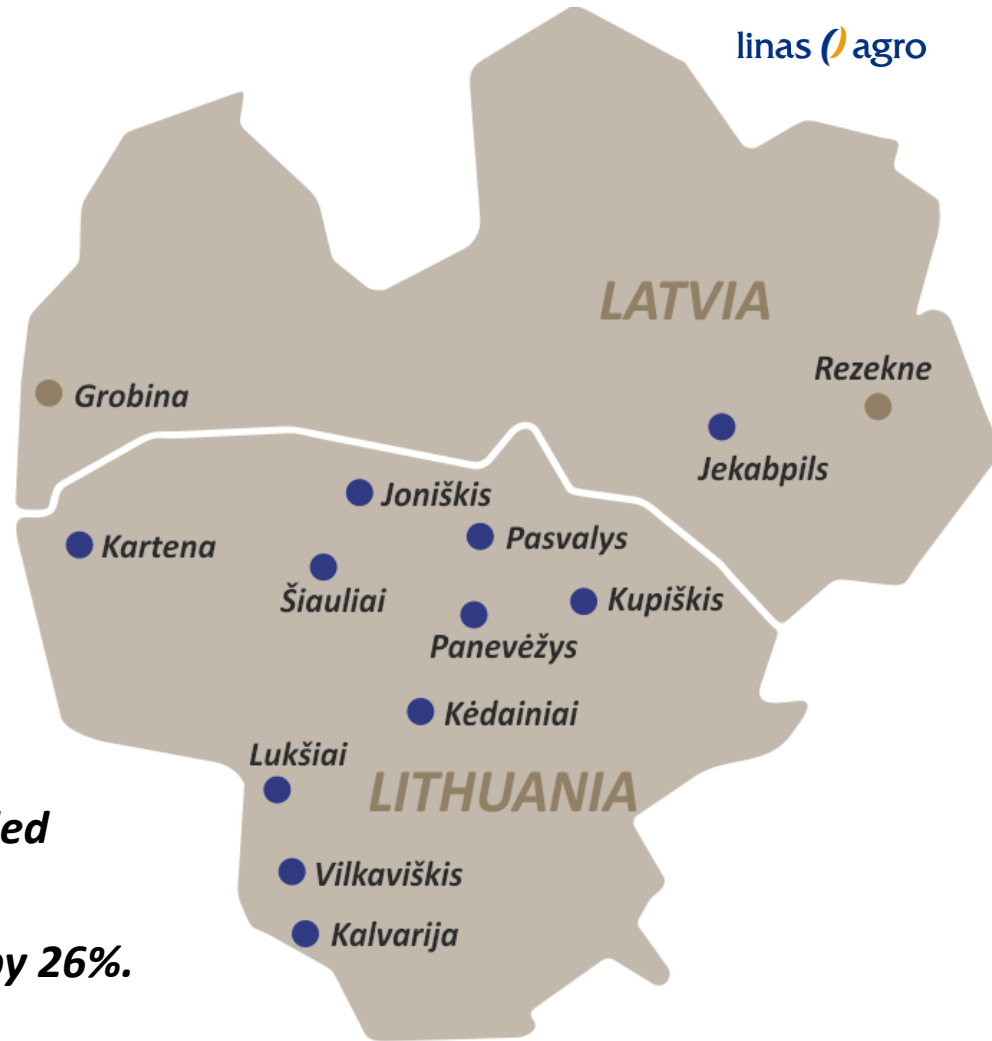 linas agro
LATVIA
Rezekne
Grobina
Jekabpils
Joniškis
Pasvalys
Kartena
Šiauliai
Kupiškis
Panevėžys
Kėdainiai
Lukšiai
LITHUANIA
Vilkaviškis
Kalvarija
by 26%.